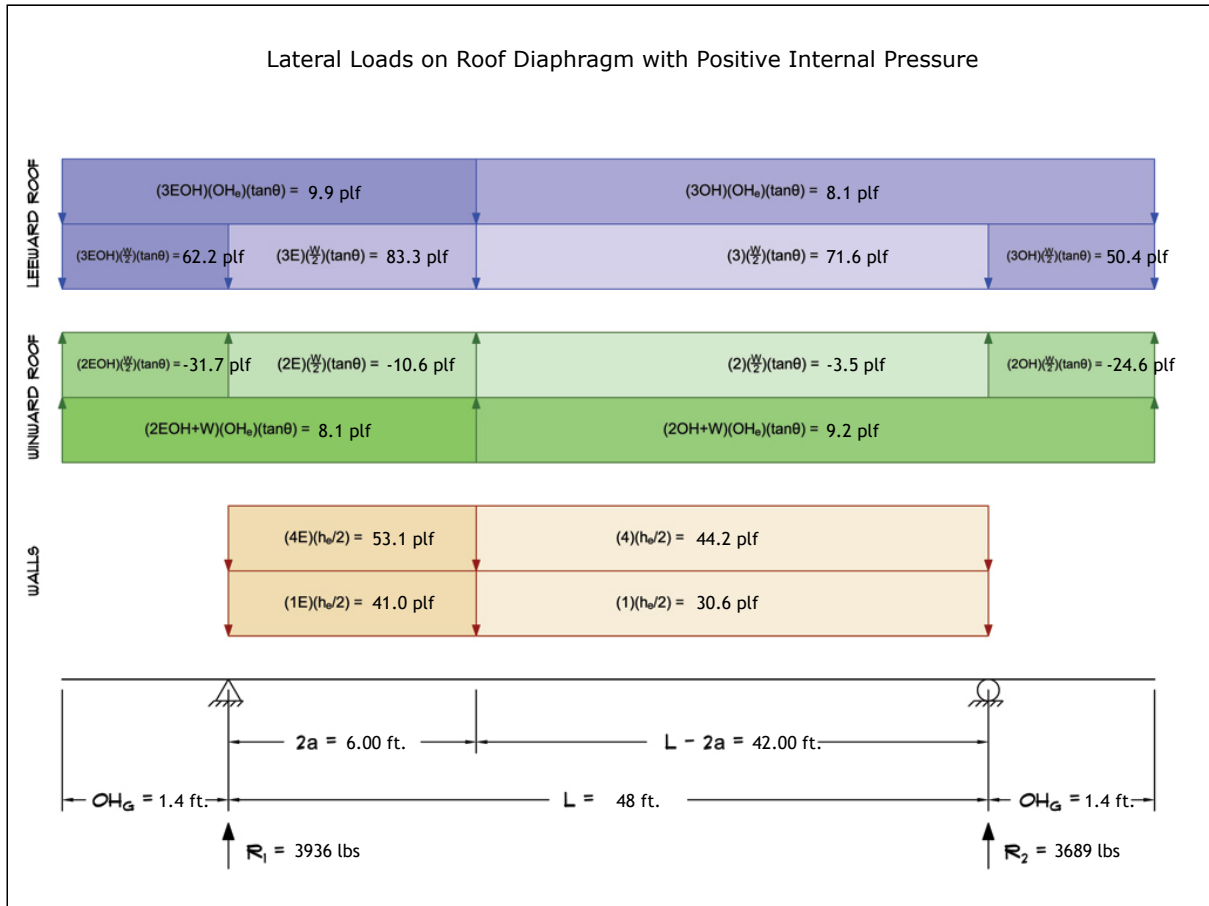 Lateral Loads on Roof Diaphragm with Positive Internal Pressure
LEEWARD ROOF
(3EOH)(OHₑ)(tanθ) = 9.9 plf
(3OH)(OHₑ)(tanθ) = 8.1 plf
(3EOH)(W/2)(tanθ) = 62.2 plf
(3E)(W/2)(tanθ) = 83.3 plf
(3)(W/2)(tanθ) = 71.6 plf
(3OH)(W/2)(tanθ) = 50.4 plf
WINWARD ROOF
(2EOH)(W/2)(tanθ) = -31.7 plf
(2E)(W/2)(tanθ) = -10.6 plf
(2)(W/2)(tanθ) = -3.5 plf
(2OH)(W/2)(tanθ) = -24.6 plf
(2EOH+W)(OHₑ)(tanθ) = 8.1 plf
(2OH+W)(OHₑ)(tanθ) = 9.2 plf
WALLS
(4E)(hₑ/2) = 53.1 plf
(4)(hₑ/2) = 44.2 plf
(1E)(hₑ/2) = 41.0 plf
(1)(hₑ/2) = 30.6 plf
2a = 6.00 ft.
L - 2a = 42.00 ft.
OH_G = 1.4 ft.
L = 48 ft.
OH_G = 1.4 ft.
R₁ = 3936 lbs
R₂ = 3689 lbs